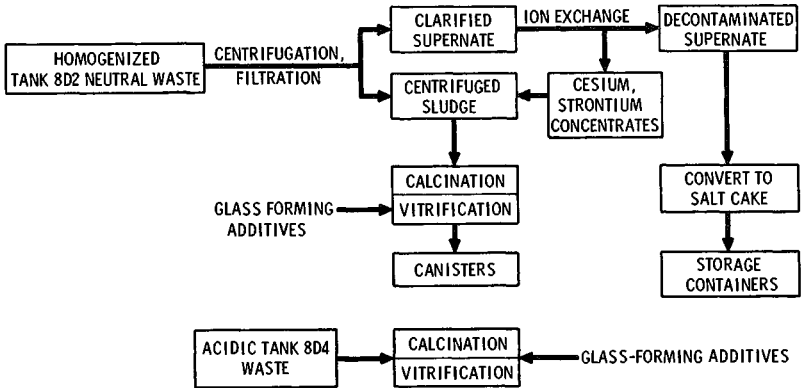 HOMOGENIZED
TANK 8D2 NEUTRAL WASTE
CENTRIFUGATION,
FILTRATION
CLARIFIED
SUPERNATE
ION EXCHANGE
DECONTAMINATED
SUPERNATE
CENTRIFUGED
SLUDGE
CESIUM,
STRONTIUM
CONCENTRATES
CALCINATION
VITRIFICATION
GLASS FORMING
ADDITIVES
CONVERT TO
SALT CAKE
CANISTERS
STORAGE
CONTAINERS
ACIDIC TANK 8D4
WASTE
CALCINATION
VITRIFICATION
GLASS-FORMING ADDITIVES